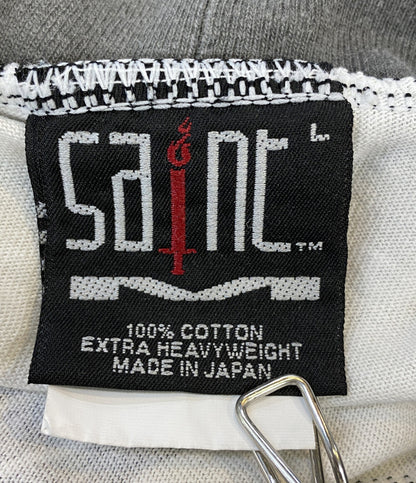 saint L
TM
100% COTTON
EXTRA HEAVYWEIGHT
MADE IN JAPAN